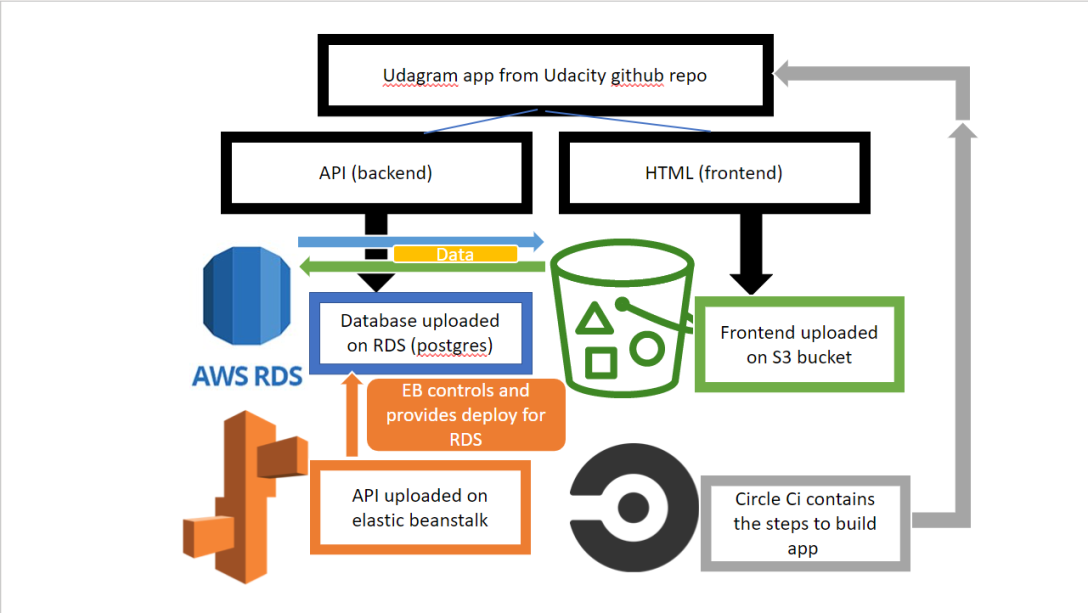 Udagram app from Udacity github repo
API (backend)
HTML (frontend)
Data
Database uploaded
on RDS (postgres)
Frontend uploaded
on S3 bucket
AWS RDS
EB controls and
provides deploy for
RDS
API uploaded on
elastic beanstalk
Circle Ci contains
the steps to build
app